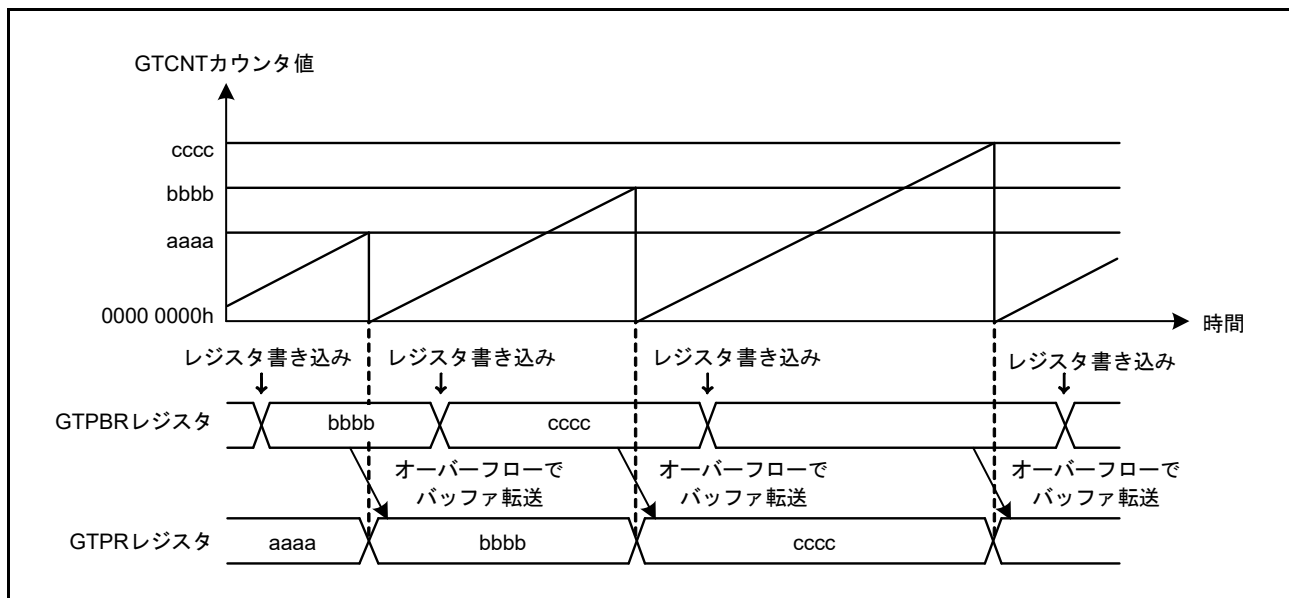 GTCNTカウンタ値
cccc
bbbb
aaaa
0000 0000h
時間
レジスタ書き込み
レジスタ書き込み
レジスタ書き込み
レジスタ書き込み
GTPBRレジスタ
bbbb
cccc
オーバーフローで
バッファ転送
オーバーフローで
バッファ転送
オーバーフローで
バッファ転送
GTPRレジスタ
aaaa
bbbb
cccc